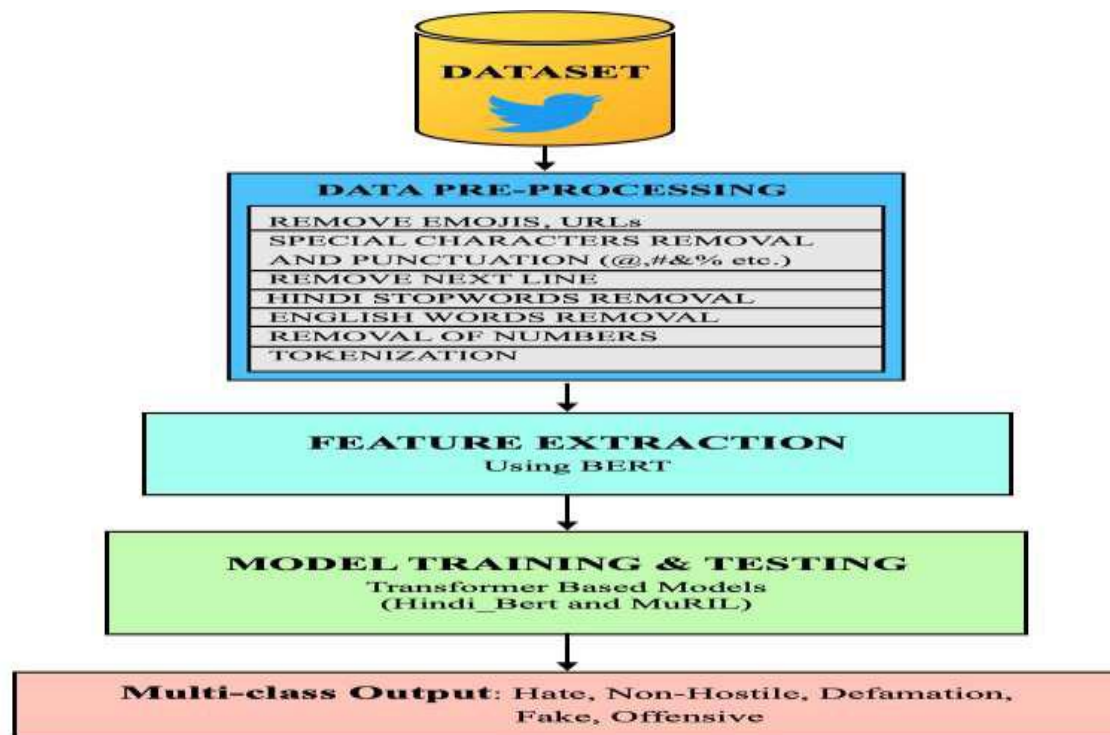 DATASET
DATA PRE-PROCESSING
REMOVE EMOJIS, URLs
SPECIAL CHARACTERS REMOVAL
AND PUNCTUATION (@,#&% etc.)
REMOVE NEXT LINE
HINDI STOPWORDS REMOVAL
ENGLISH WORDS REMOVAL
REMOVAL OF NUMBERS
TOKENIZATION
FEATURE EXTRACTION
Using BERT
MODEL TRAINING & TESTING
Transformer Based Models
(Hindi_Bert and MuRIL)
Multi-class Output: Hate, Non-Hostile, Defamation,
Fake, Offensive